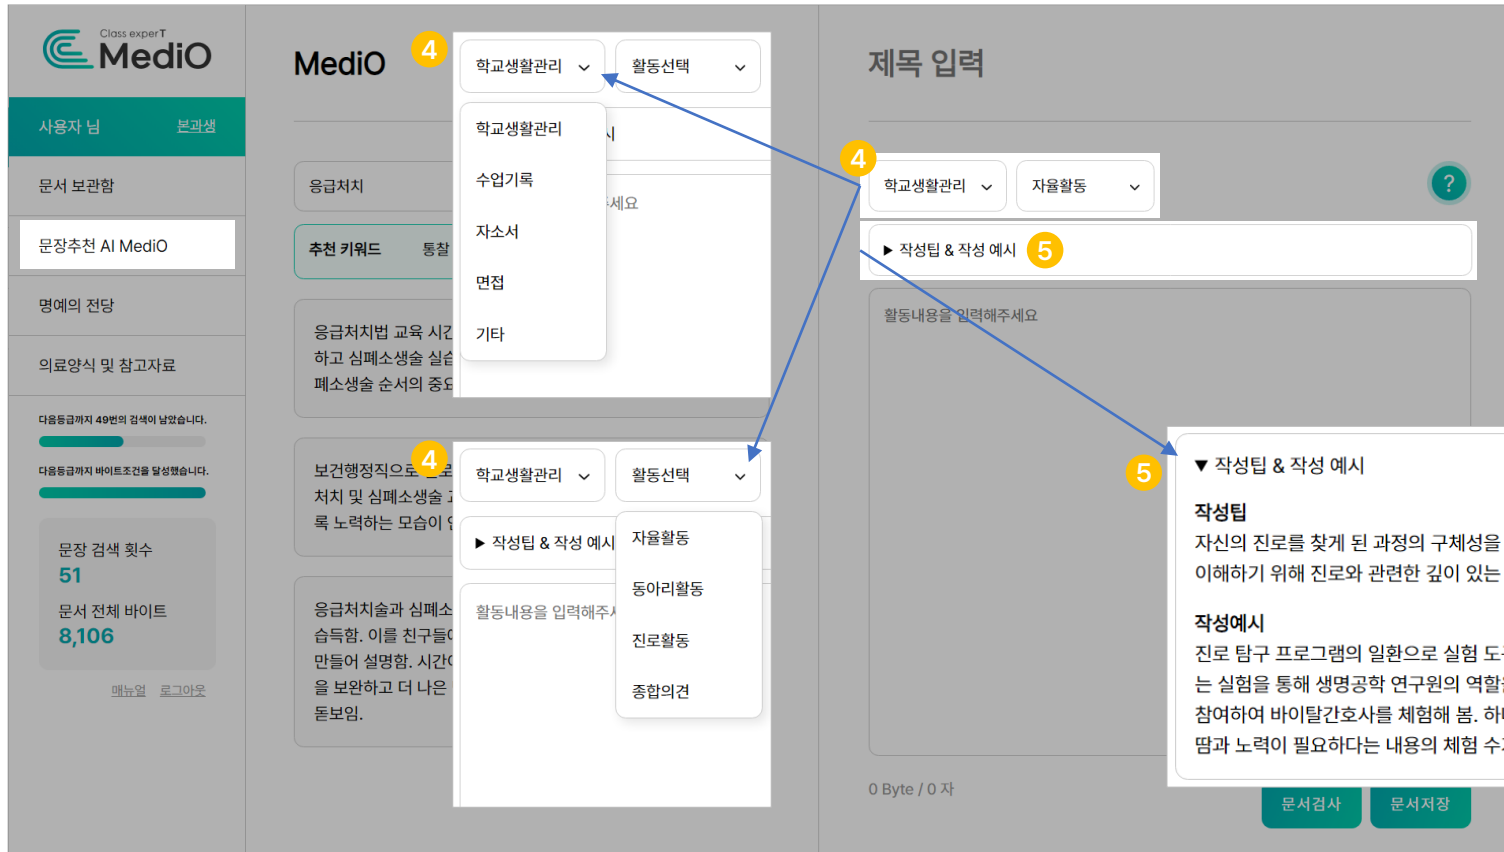 Class experT
MediO
사용자 님
본과생
문서 보관함
문장추천 AI MediO
명예의 전당
의료양식 및 참고자료
다음등급까지 49번의 검색이 남았습니다.
다음등급까지 바이트조건을 달성했습니다.
문장 검색 횟수
51
문서 전체 바이트
8,106
매뉴얼 로그아웃
MediO
응급처치
추천 키워드 통찰
응급처치법 교육 시간
하고 심폐소생술 실습
폐소생술 순서의 중요
보건행정직으로
처치 및 심폐소생술
록 노력하는 모습이
응급처치술과 심폐소
습득함. 이를 친구들에
만들어 설명함. 시간이
을 보완하고 더 나은
돋보임.
4
학교생활관리 활동선택
학교생활관리
수업기록
자소서
면접
기타
시
세요
4
학교생활관리 활동선택
▶ 작성팁 & 작성 예시
활동내용을 입력해주
자율활동
동아리활동
진로활동
종합의견
제목 입력
4
학교생활관리 자율활동
?
▶ 작성팁 & 작성 예시 5
활동내용을 입력해주세요
5
▼ 작성팁 & 작성 예시
작성팁
자신의 진로를 찾게 된 과정의 구체성을
이해하기 위해 진로와 관련한 깊이 있는
작성예시
진로 탐구 프로그램의 일환으로 실험 도구
는 실험을 통해 생명공학 연구원의 역할을
참여하여 바이탈간호사를 체험해 봄. 하나
땀과 노력이 필요하다는 내용의 체험 수기
0 Byte / 0 자
문서검사 문서저장